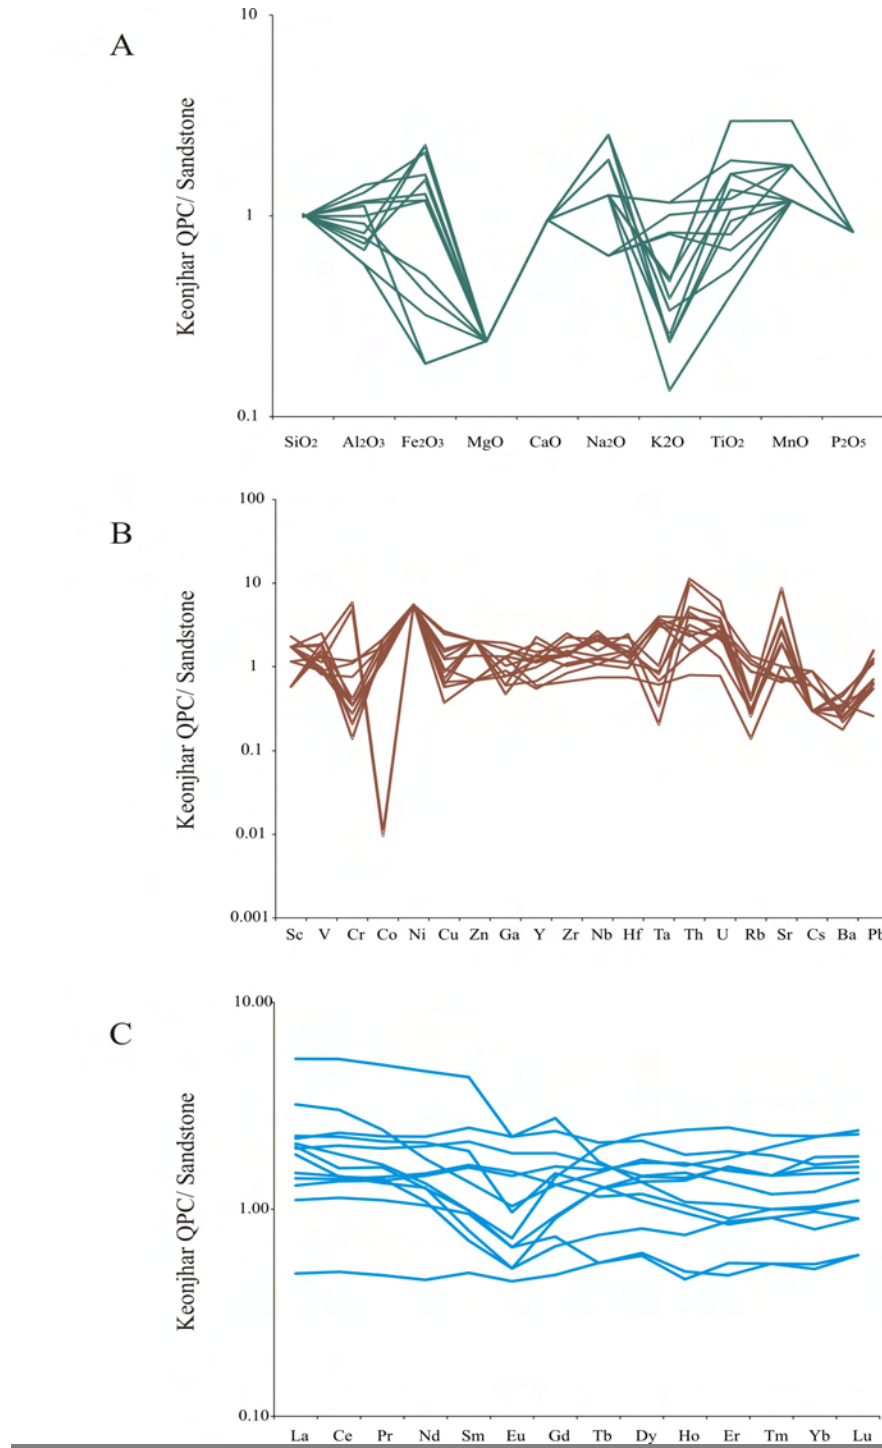 A
Keonjhar QPC/ Sandstone
10
1
0.1
SiO2 Al2O3 Fe2O3 MgO CaO Na2O K2O TiO2 MnO P2O5
B
Keonjhar QPC/ Sandstone
100
10
1
0.1
0.01
0.001
Sc V Cr Co Ni Cu Zn Ga Y Zr Nb Hf Ta Th U Rb Sr Cs Ba Pb
C
Keonjhar QPC/ Sandstone
10.00
1.00
0.10
La Ce Pr Nd Sm Eu Gd Tb Dy Ho Er Tm Yb Lu